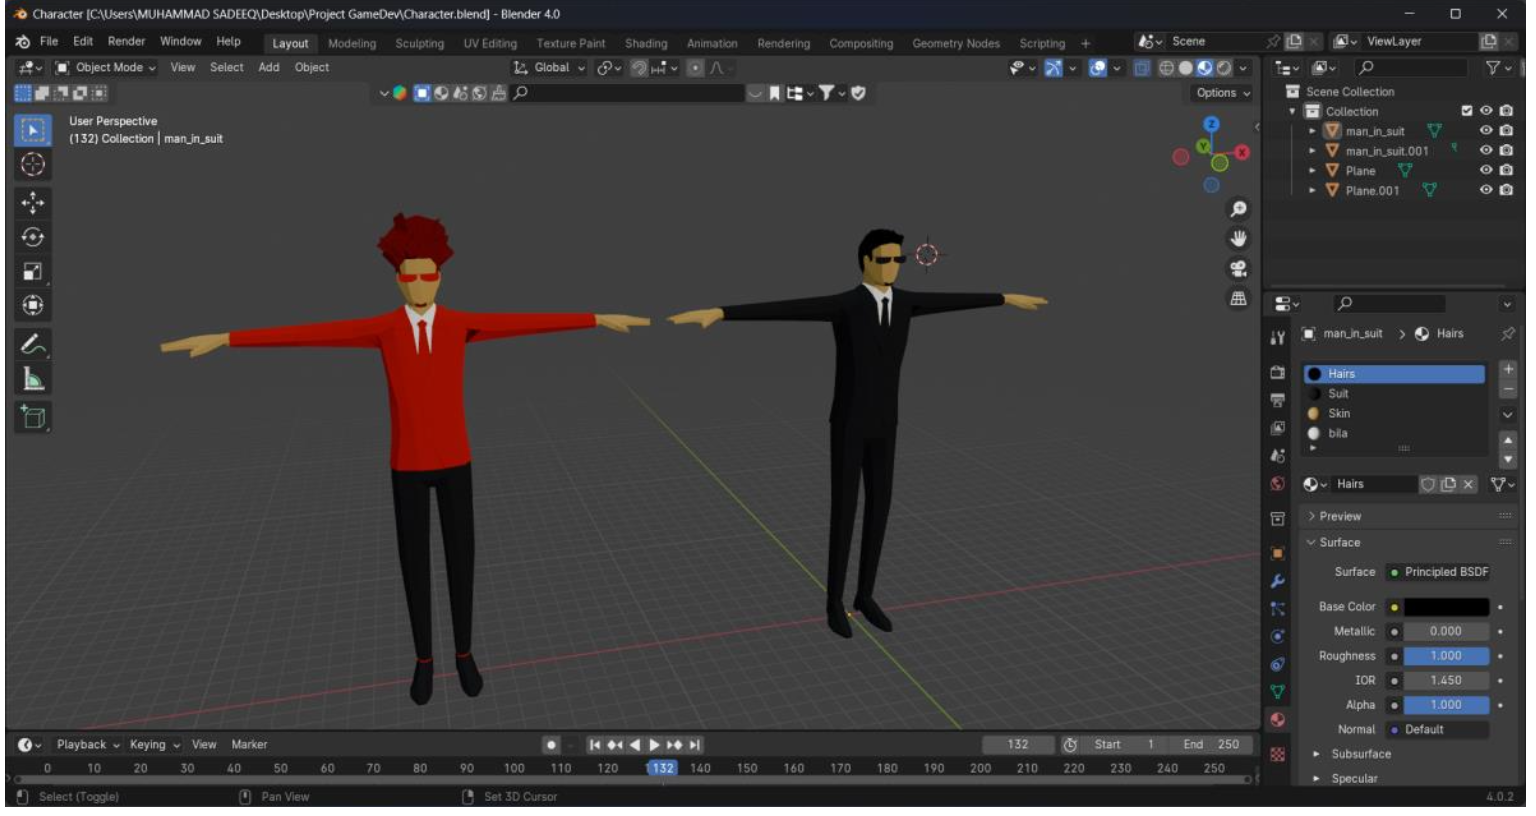 Character [C:\Users\MUHAMMAD SADEEQ\Desktop\Project GameDev\Character.blend] - Blender 4.0
File Edit Render Window Help Layout Modeling Sculpting UV Editing Texture Paint Shading Animation Rendering Compositing Geometry Nodes Scripting + Scene ViewLayer
Object Mode View Select Add Object Global
Options
User Perspective
(132) Collection | man_in_suit
Z
Y
X
Scene Collection
Collection
man_in_suit
man_in_suit.001
Plane
Plane.001
man_in_suit > Hairs
Hairs
Suit
Skin
bila
Hairs
Preview
Surface
Surface Principled BSDF
Base Color
Metallic 0.000
Roughness 1.000
IOR 1.450
Alpha 1.000
Normal Default
Subsurface
Specular
Playback Keying View Marker 132 Start 1 End 250
0 10 20 30 40 50 60 70 80 90 100 110 120 132 140 150 160 170 180 190 200 210 220 230 240 250
Select (Toggle) Pan View Set 3D Cursor 4.0.2